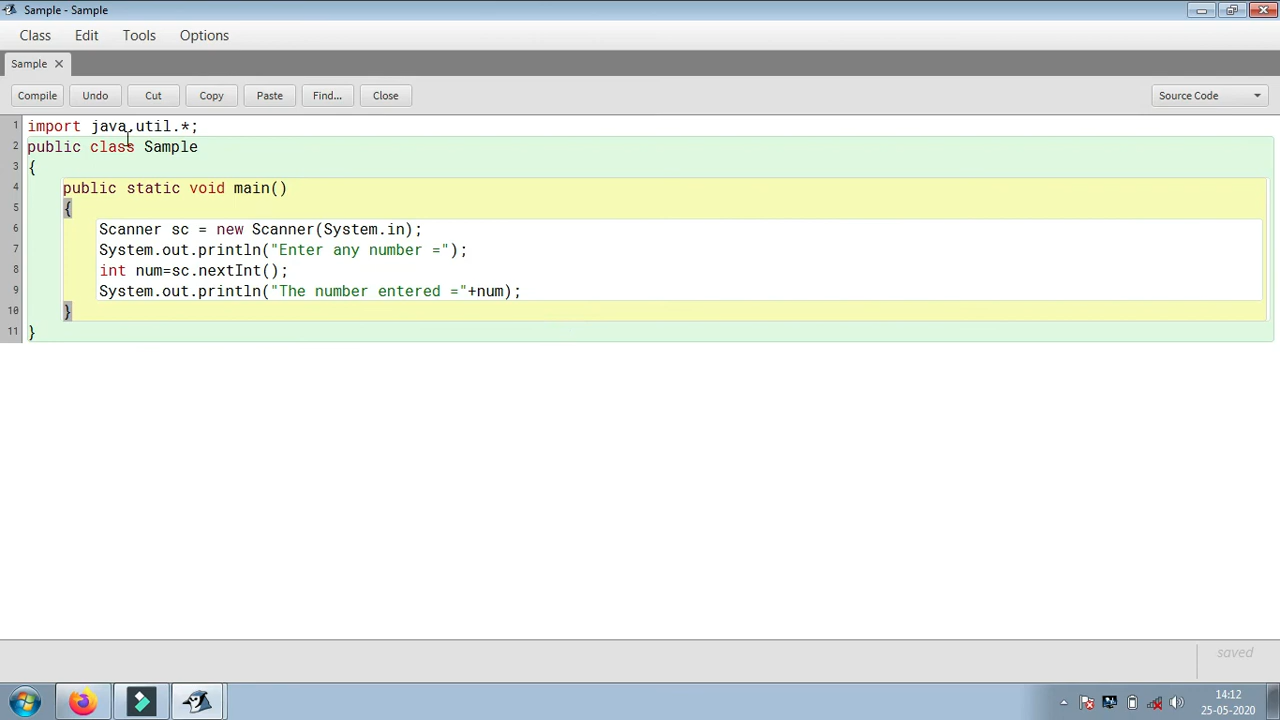 Sample - Sample
Class Edit Tools Options
Sample
Compile Undo Cut Copy Paste Find... Close Source Code
1 import java.util.*;
2 public class Sample
3 {
4 public static void main()
5 {
6 Scanner sc = new Scanner(System.in);
7 System.out.println("Enter any number =");
8 int num=sc.nextInt();
9 System.out.println("The number entered ="+num);
10 }
11 }
saved
14:12
25-05-2020